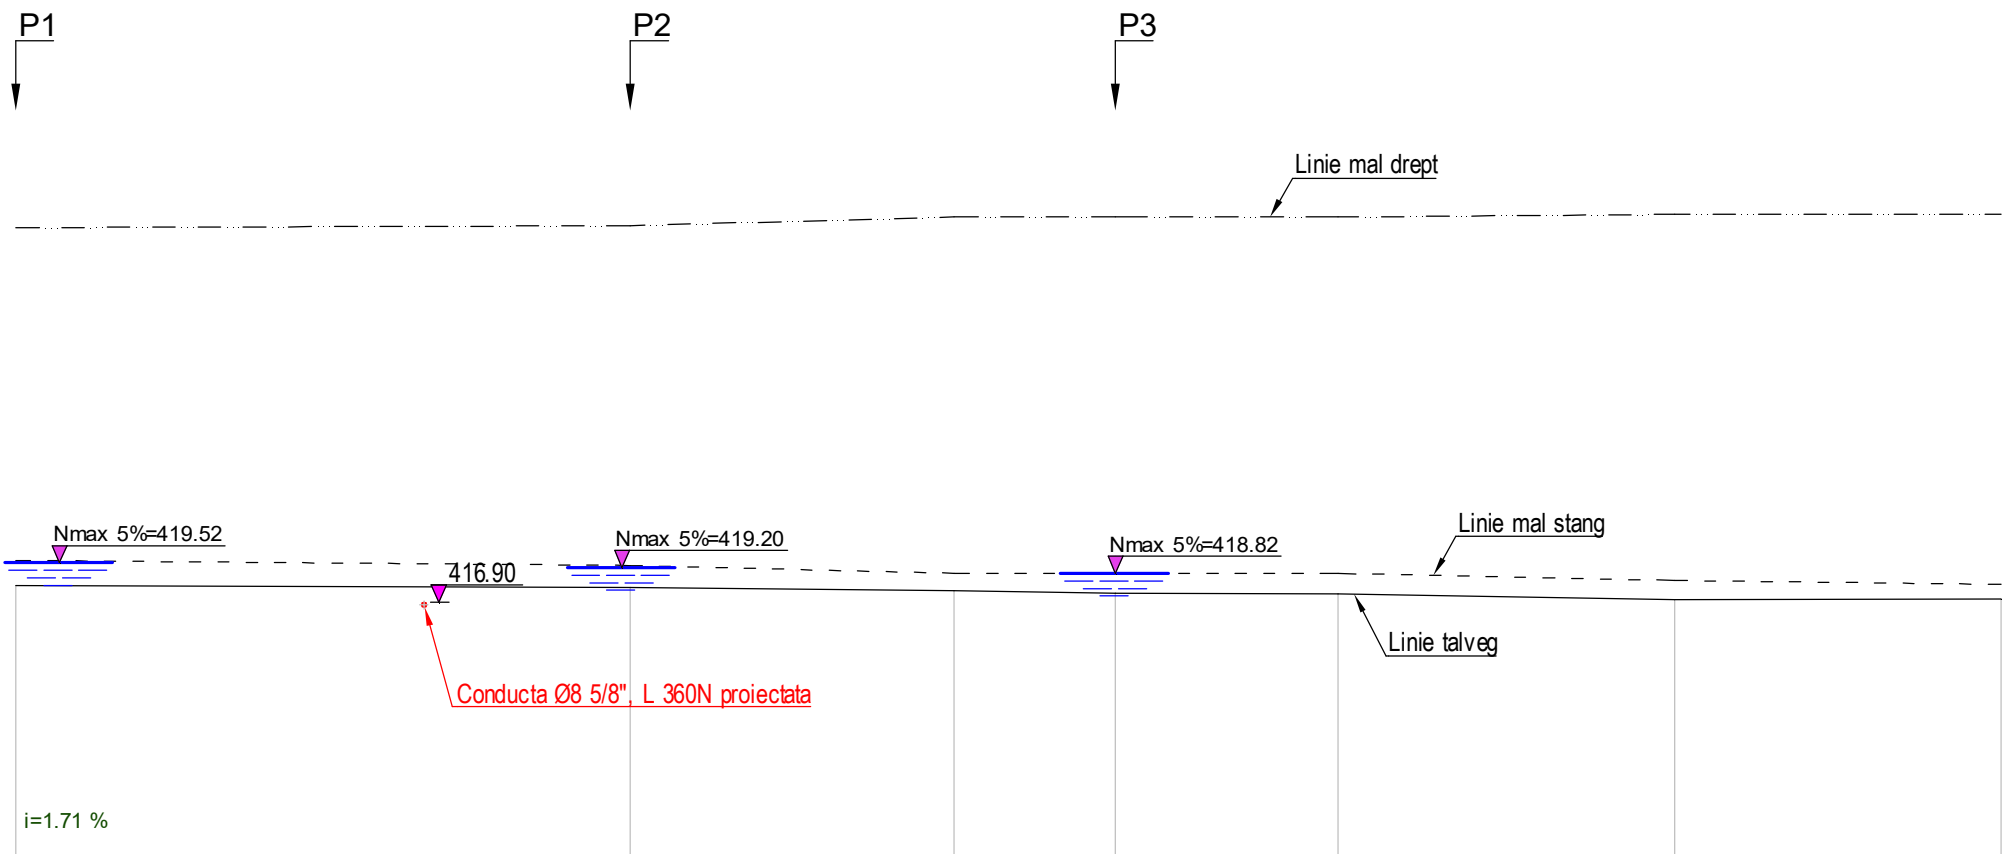 P1
P2
P3
Linie mal drept
Linie mal stang
Nmax 5%=419.52
Nmax 5%=419.20
Nmax 5%=418.82
416.90
Linie talveg
Conducta Ø8 5/8", L 360N proiectata
i=1.71 %